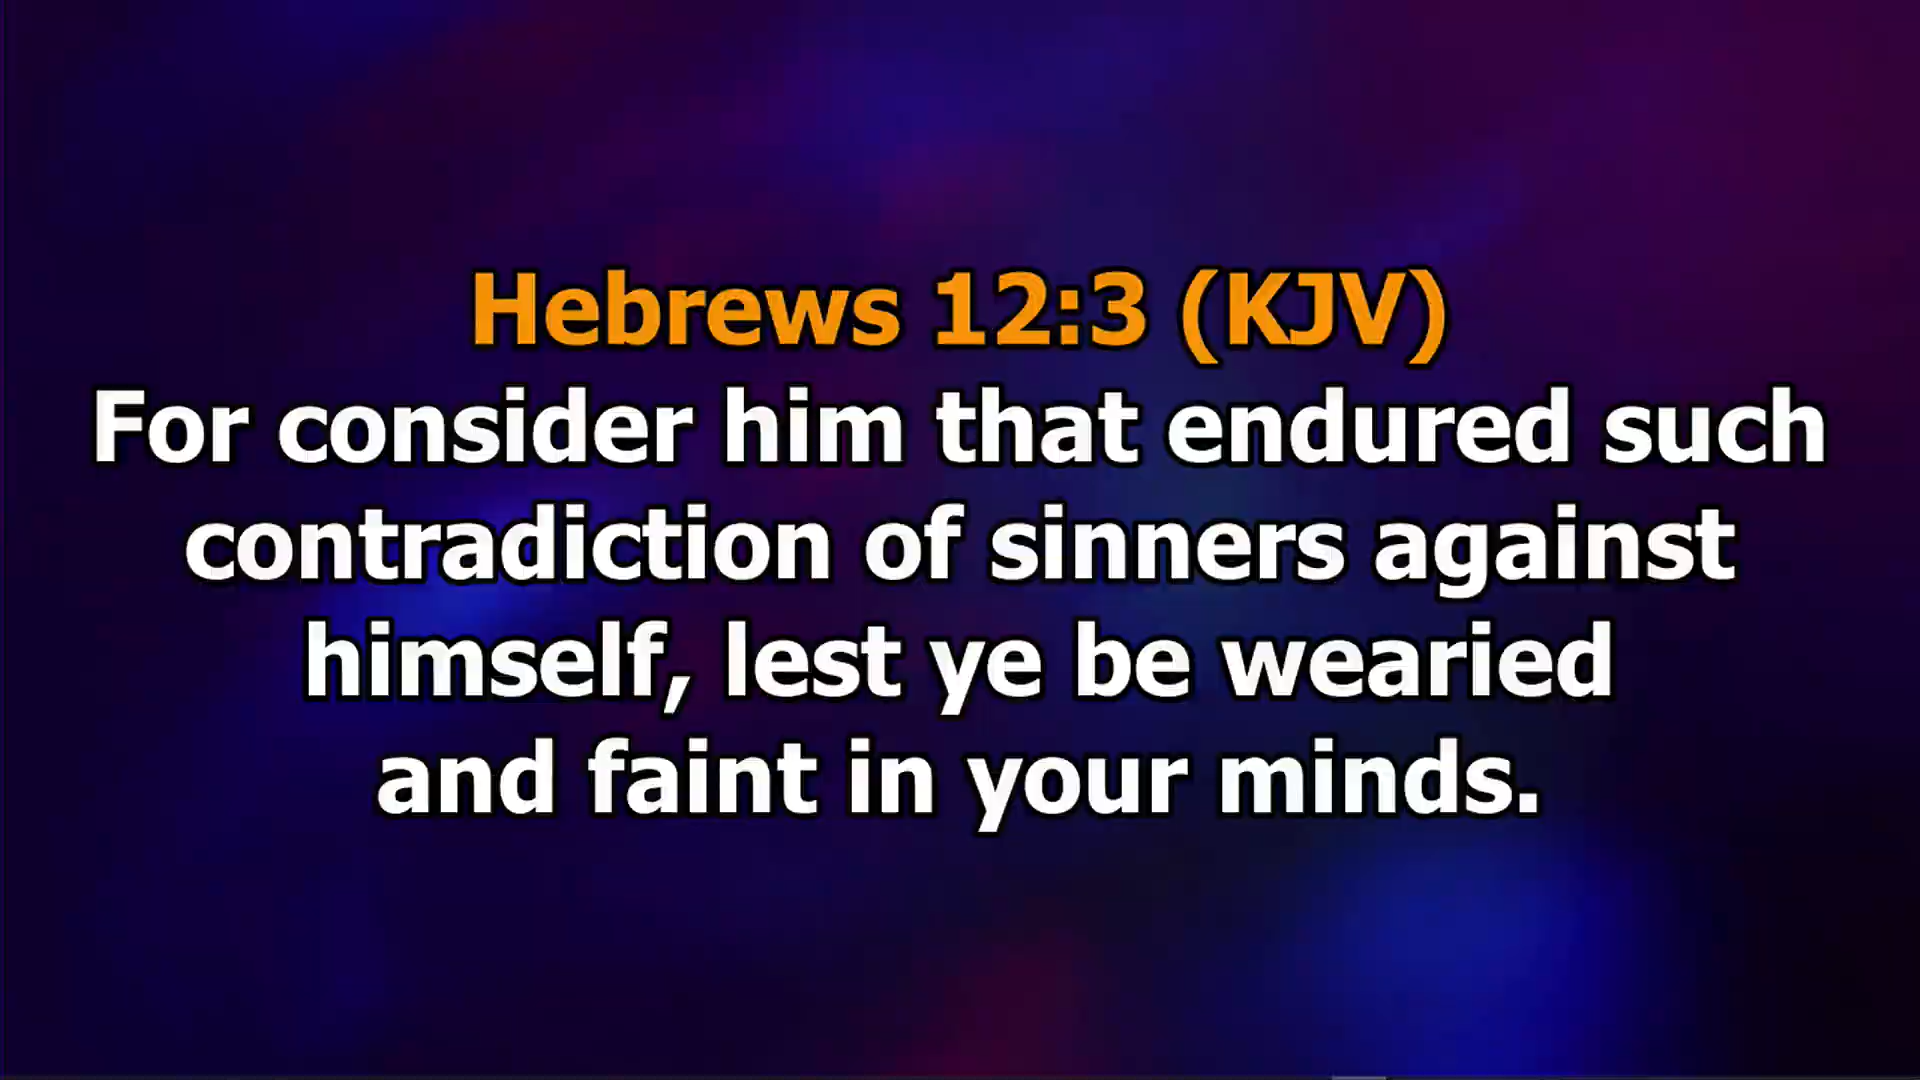 Hebrews 12:3 (KJV)
For consider him that endured such
contradiction of sinners against
himself, lest ye be wearied
and faint in your minds.